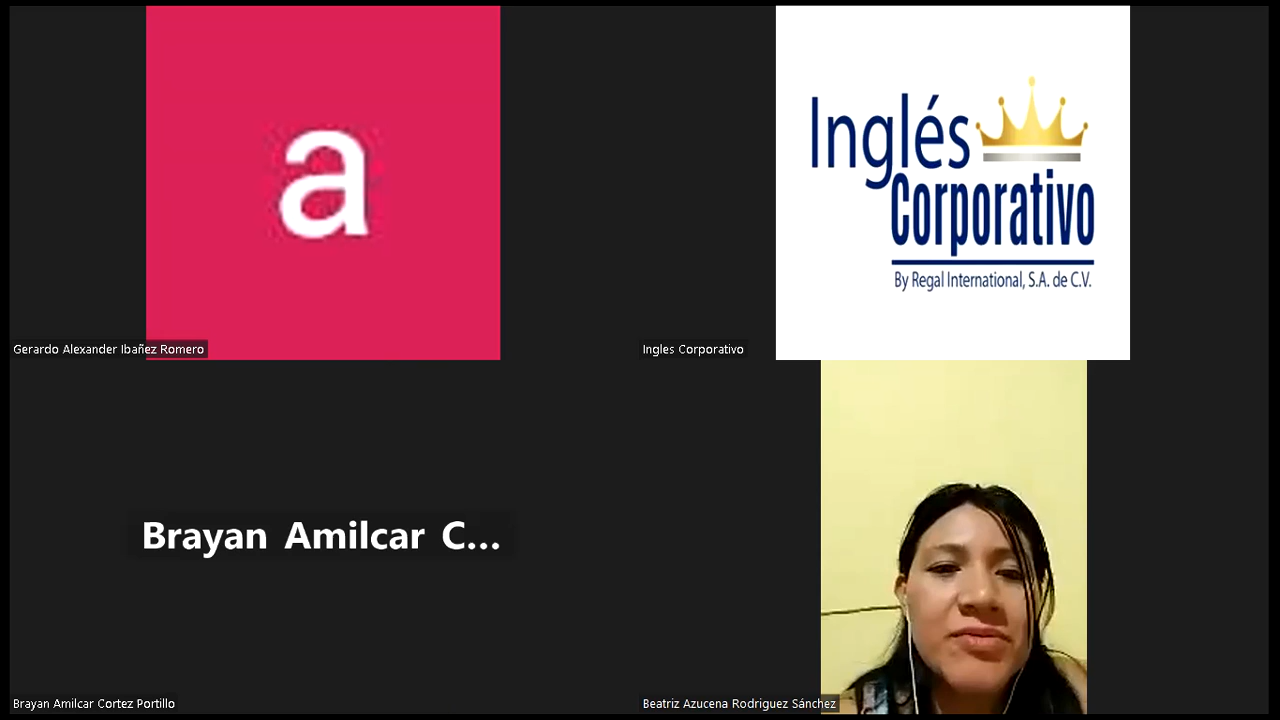 a
Gerardo Alexander Ibañez Romero
Inglés
Corporativo
By Regal International, S.A. de C.V.
Ingles Corporativo
Brayan Amilcar C...
Brayan Amilcar Cortez Portillo
Beatriz Azucena Rodriguez Sánchez